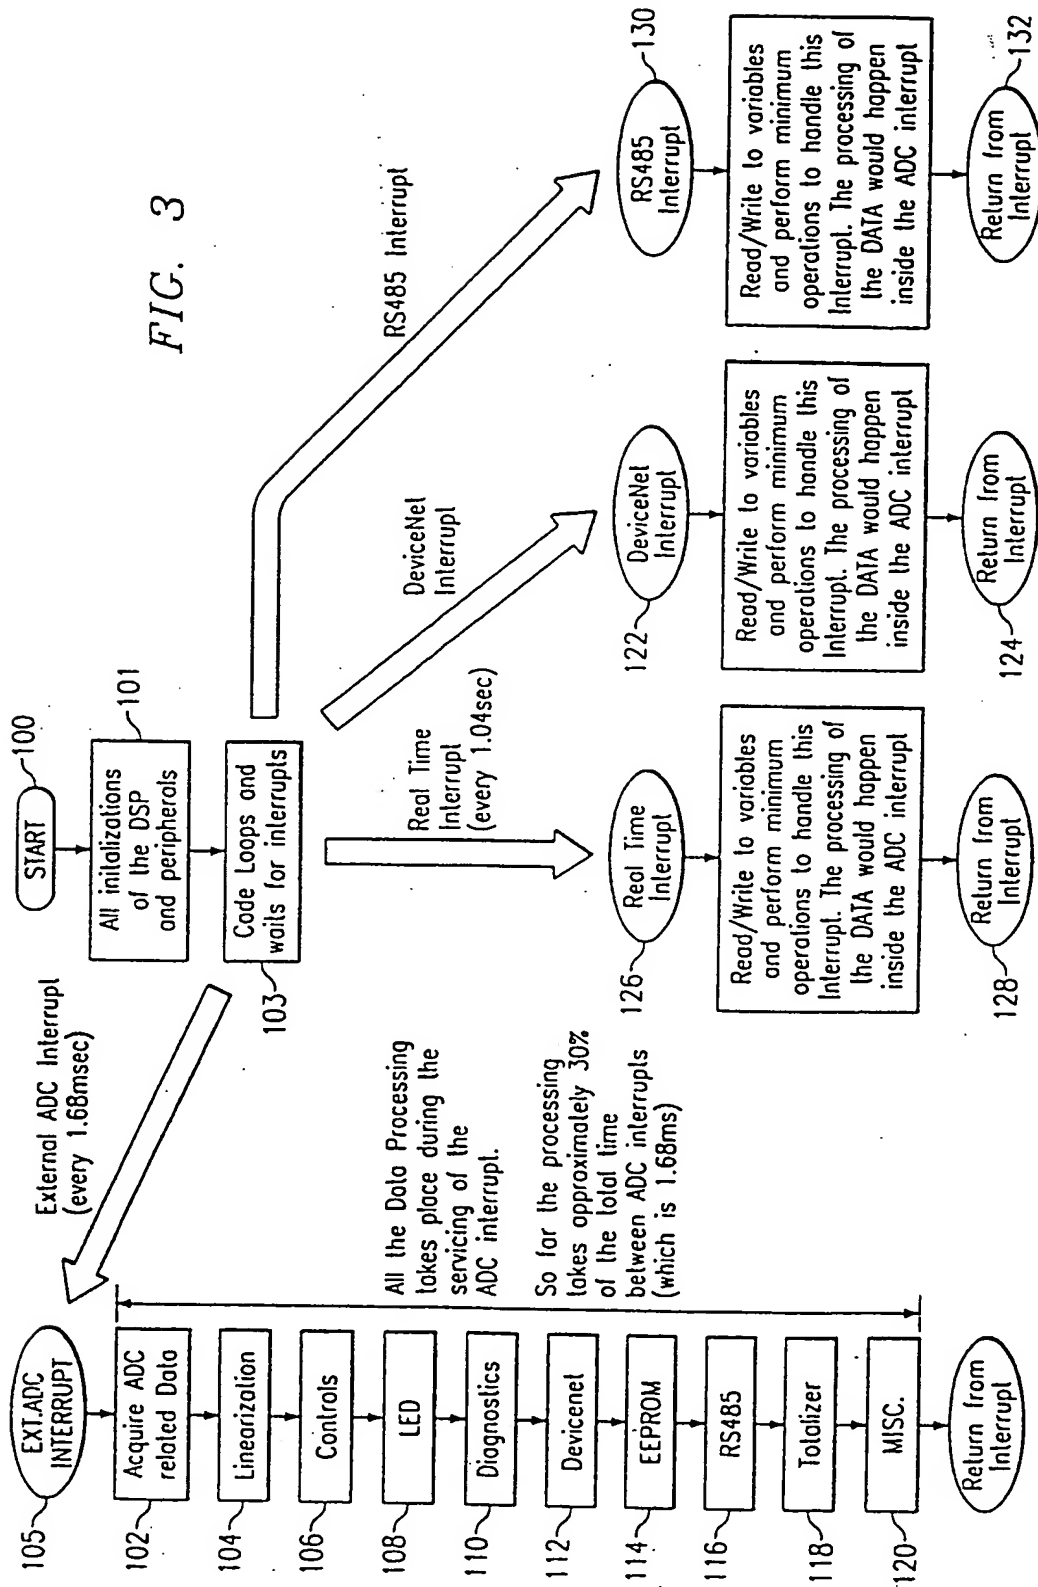 FIG. 3
START
100
All initalizations
of the DSP
and peripherals
101
Code Loops and
waits for interrupts
103
External ADC Interrupt
(every 1.68msec)
Real Time
Interrupt
(every 1.04sec)
DeviceNet
Interrupt
RS485 Interrupt
EXT.ADC
INTERRUPT
105
Acquire ADC
related Data
102
Linearization
104
Controls
106
LED
108
Diagnostics
110
Devicenet
112
EEPROM
114
RS485
116
Totalizer
118
MISC.
120
Return from
Interrupt
All the Data Processing
takes place during the
servicing of the
ADC interrupt.
So far the processing
takes approximately 30%
of the total time
between ADC interrupts
(which is 1.68ms)
Real Time
Interrupt
126
Read/Write to variables
and perform minimum
operations to handle this
Interrupt. The processing of
the DATA would happen
inside the ADC interrupt
Return from
Interrupt
128
DeviceNet
Interrupt
122
Read/Write to variables
and perform minimum
operations to handle this
Interrupt. The processing of
the DATA would happen
inside the ADC interrupt
Return from
Interrupt
124
RS485
Interrupt
130
Read/Write to variables
and perform minimum
operations to handle this
Interrupt. The processing of
the DATA would happen
inside the ADC interrupt
Return from
Interrupt
132